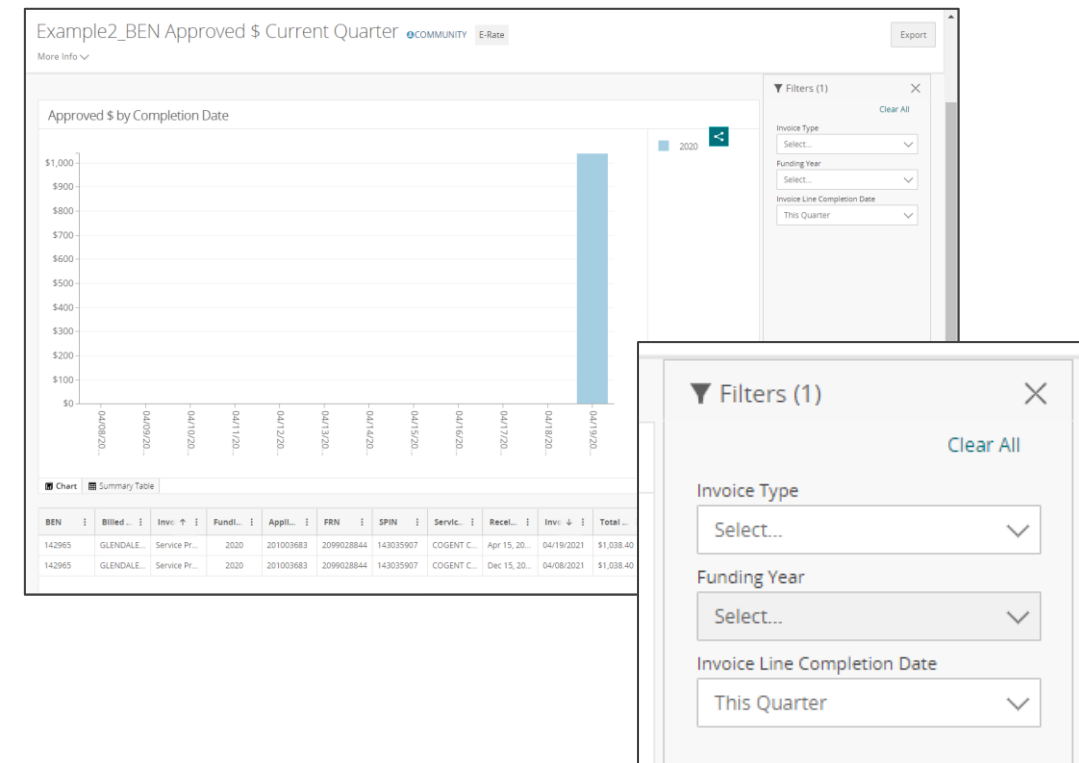 Example2_BEN Approved $ Current Quarter COMMUNITY E-Rate
Export
More Info
Filters (1)
Clear All
Invoice Type
Select...
Funding Year
Select...
Invoice Line Completion Date
This Quarter
Approved $ by Completion Date
2020
$1,000
$900
$800
$700
$600
$500
$400
$300
$200
$100
$0
04/08/20...
04/09/20...
04/10/20...
04/11/20...
04/12/20...
04/13/20...
04/14/20...
04/15/20...
04/16/20...
04/17/20...
04/18/20...
04/19/20...
Chart Summary Table
BEN Billed ... Invc Fundi... Appli... FRN SPIN Servic... Recei... Invc Total ...
142965 GLENDALE... Service Pr... 2020 201003683 2099028844 143035907 COGENT C... Apr 15, 20... 04/19/2021 $1,038.40
142965 GLENDALE... Service Pr... 2020 201003683 2099028844 143035907 COGENT C... Dec 15, 20... 04/08/2021 $1,038.40
Filters (1)
Clear All
Invoice Type
Select...
Funding Year
Select...
Invoice Line Completion Date
This Quarter